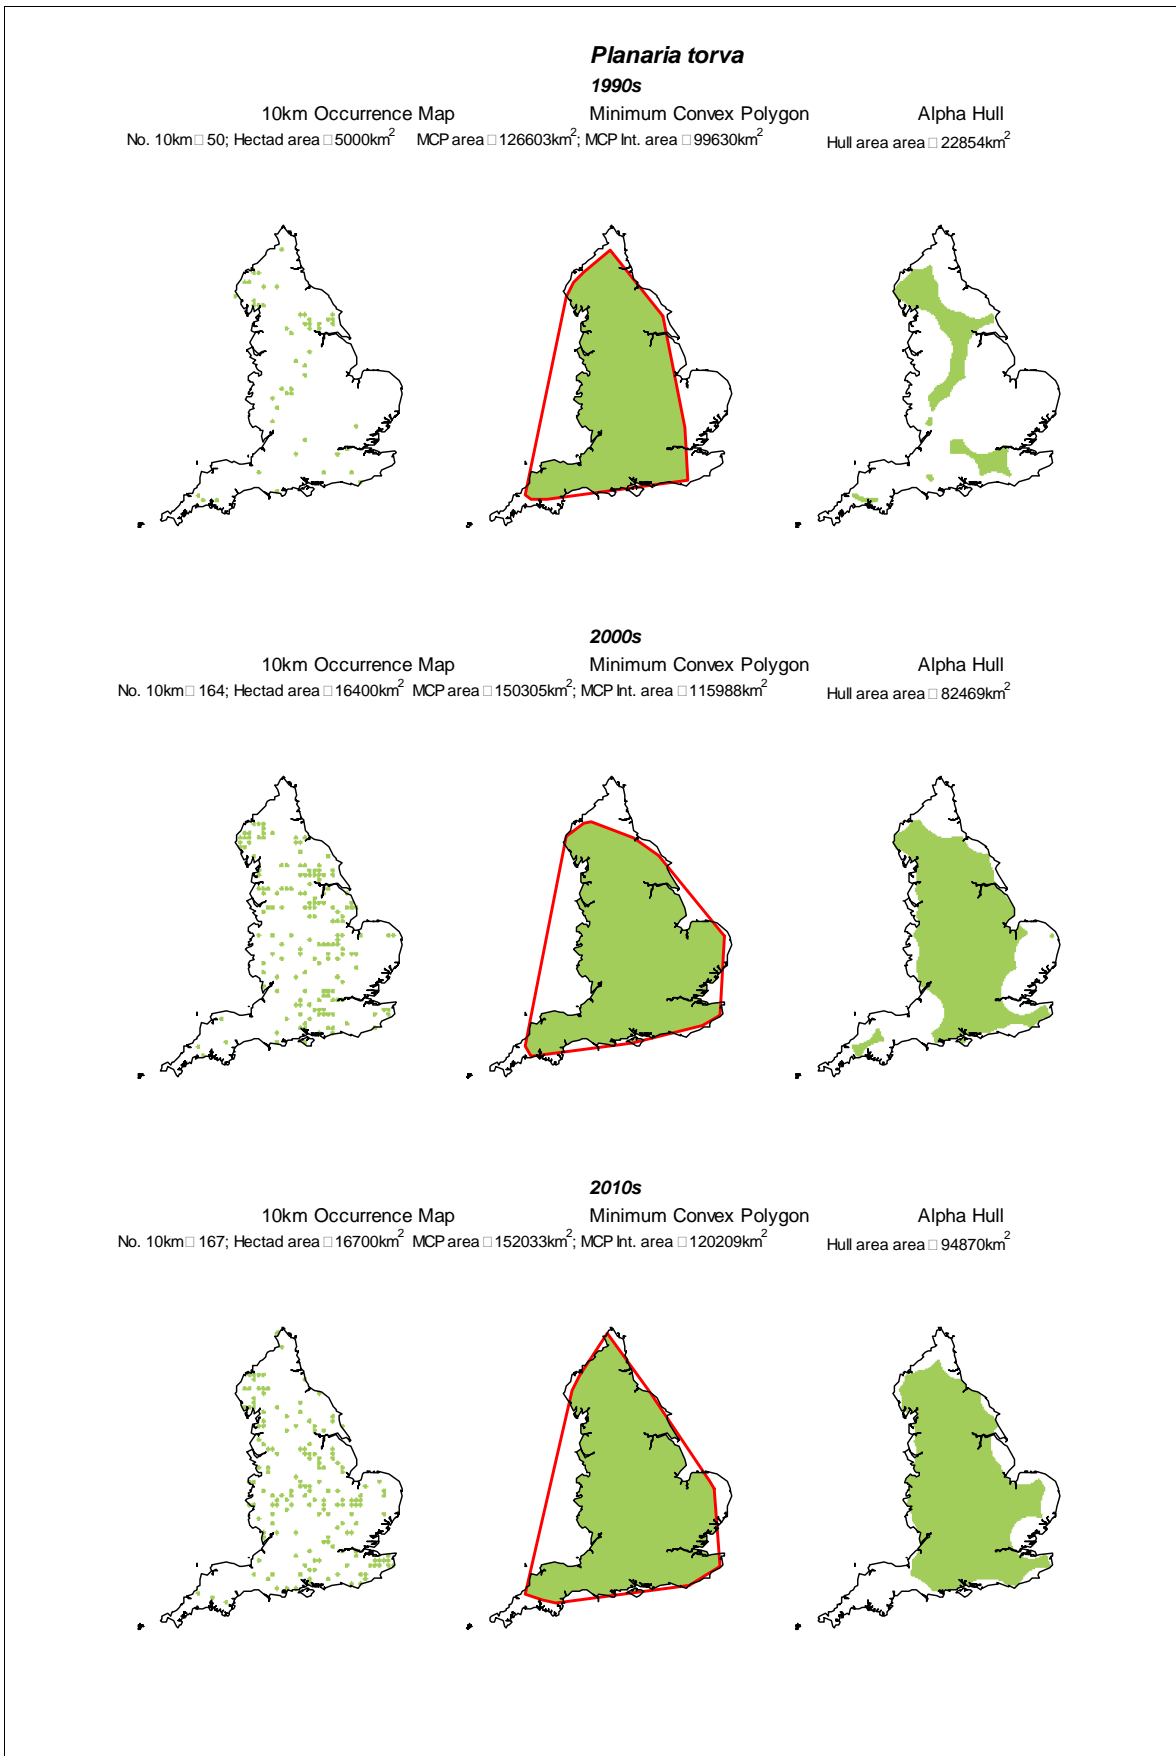 Planaria torva
1990s
10km Occurrence Map Minimum Convex Polygon Alpha Hull
No. 10km□50; Hectad area □5000km² MCP area □126603km²; MCP Int. area □99630km² Hull area area □22854km²
2000s
10km Occurrence Map Minimum Convex Polygon Alpha Hull
No. 10km□164; Hectad area □16400km² MCP area □150305km²; MCP Int. area □115988km² Hull area area □82469km²
2010s
10km Occurrence Map Minimum Convex Polygon Alpha Hull
No. 10km□167; Hectad area □16700km² MCP area □152033km²; MCP Int. area □120209km² Hull area area □94870km²